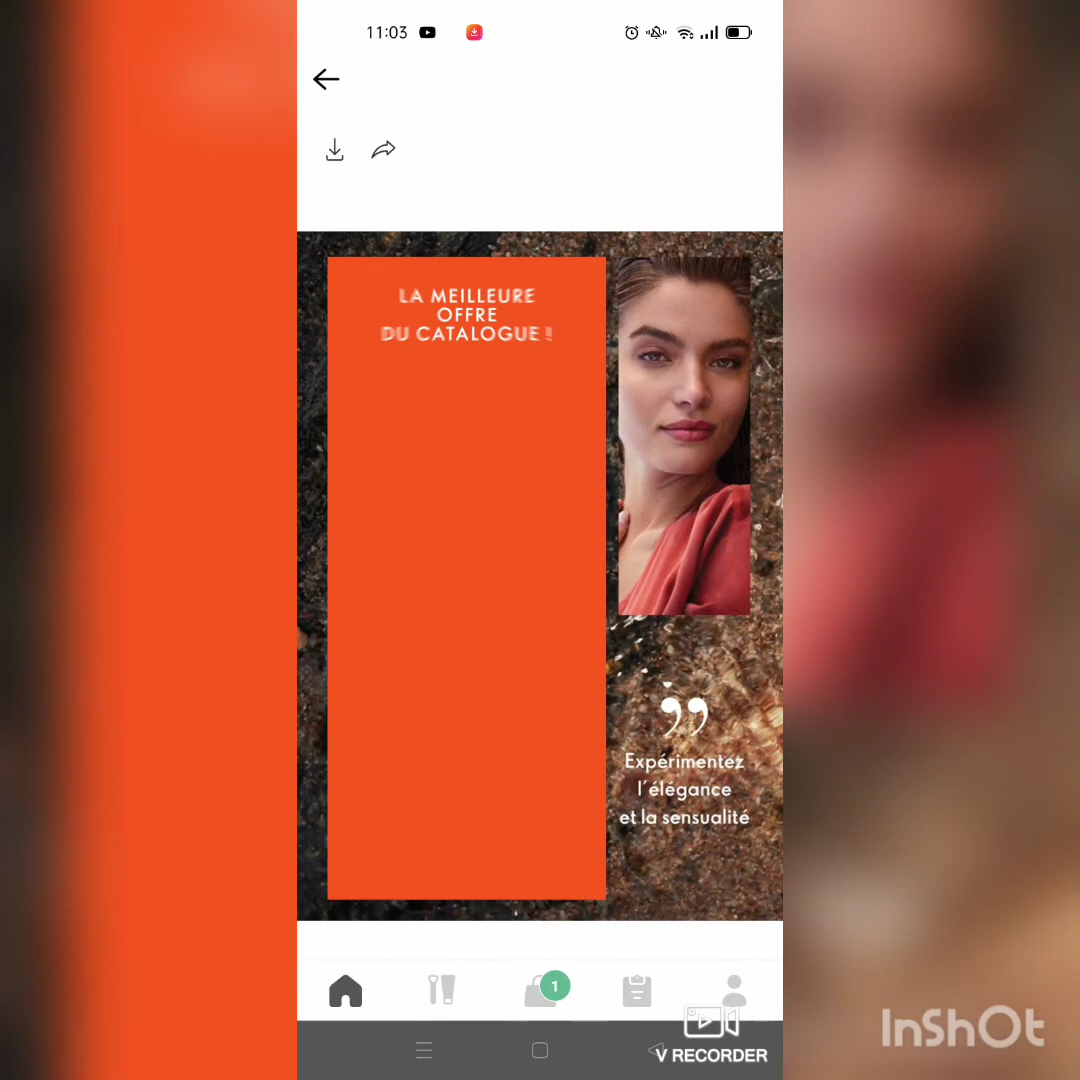 11:03
LA MEILLEURE
OFFRE
DU CATALOGUE !
Expérimentez
l'élégance
et la sensualité
1
V RECORDER
InShOt